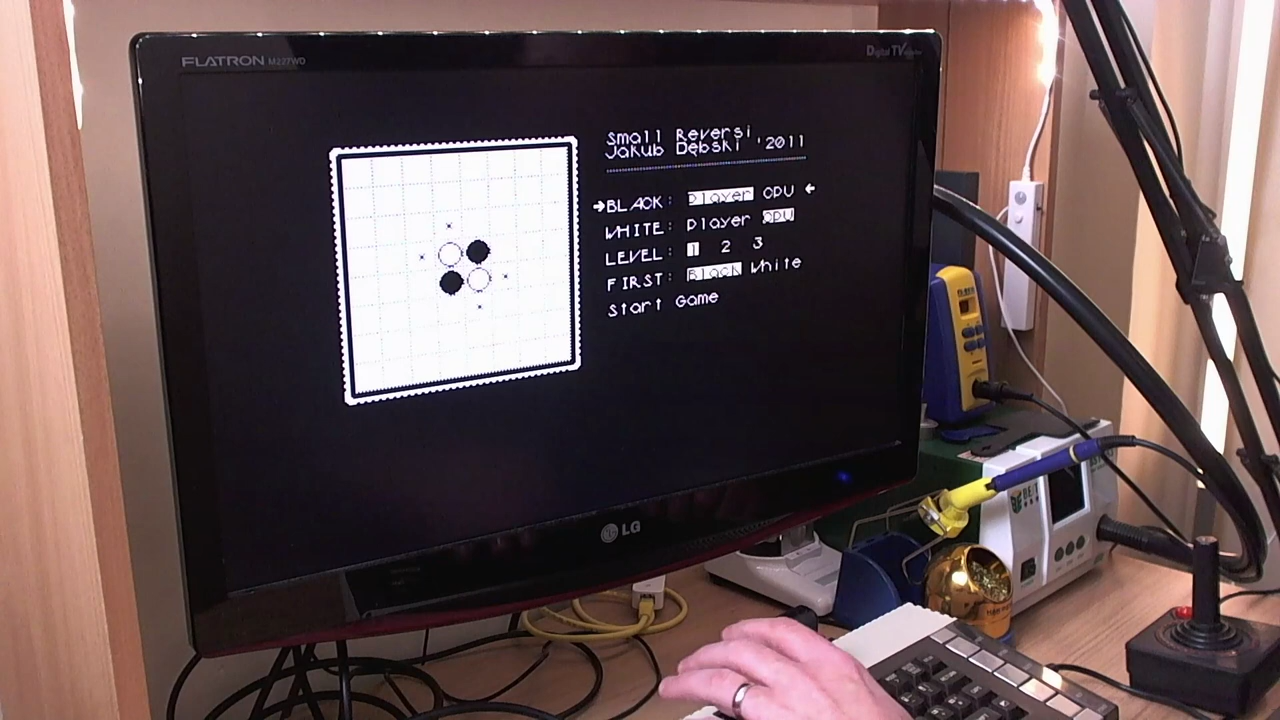 FLATRON M227WD
Digital TV
Small Reversi
Jakub Dębski '2011
→BLACK: Player CPU ←
WHITE: Player CPU
LEVEL: 1 2 3
FIRST: Black White
Start Game
LG
BEST